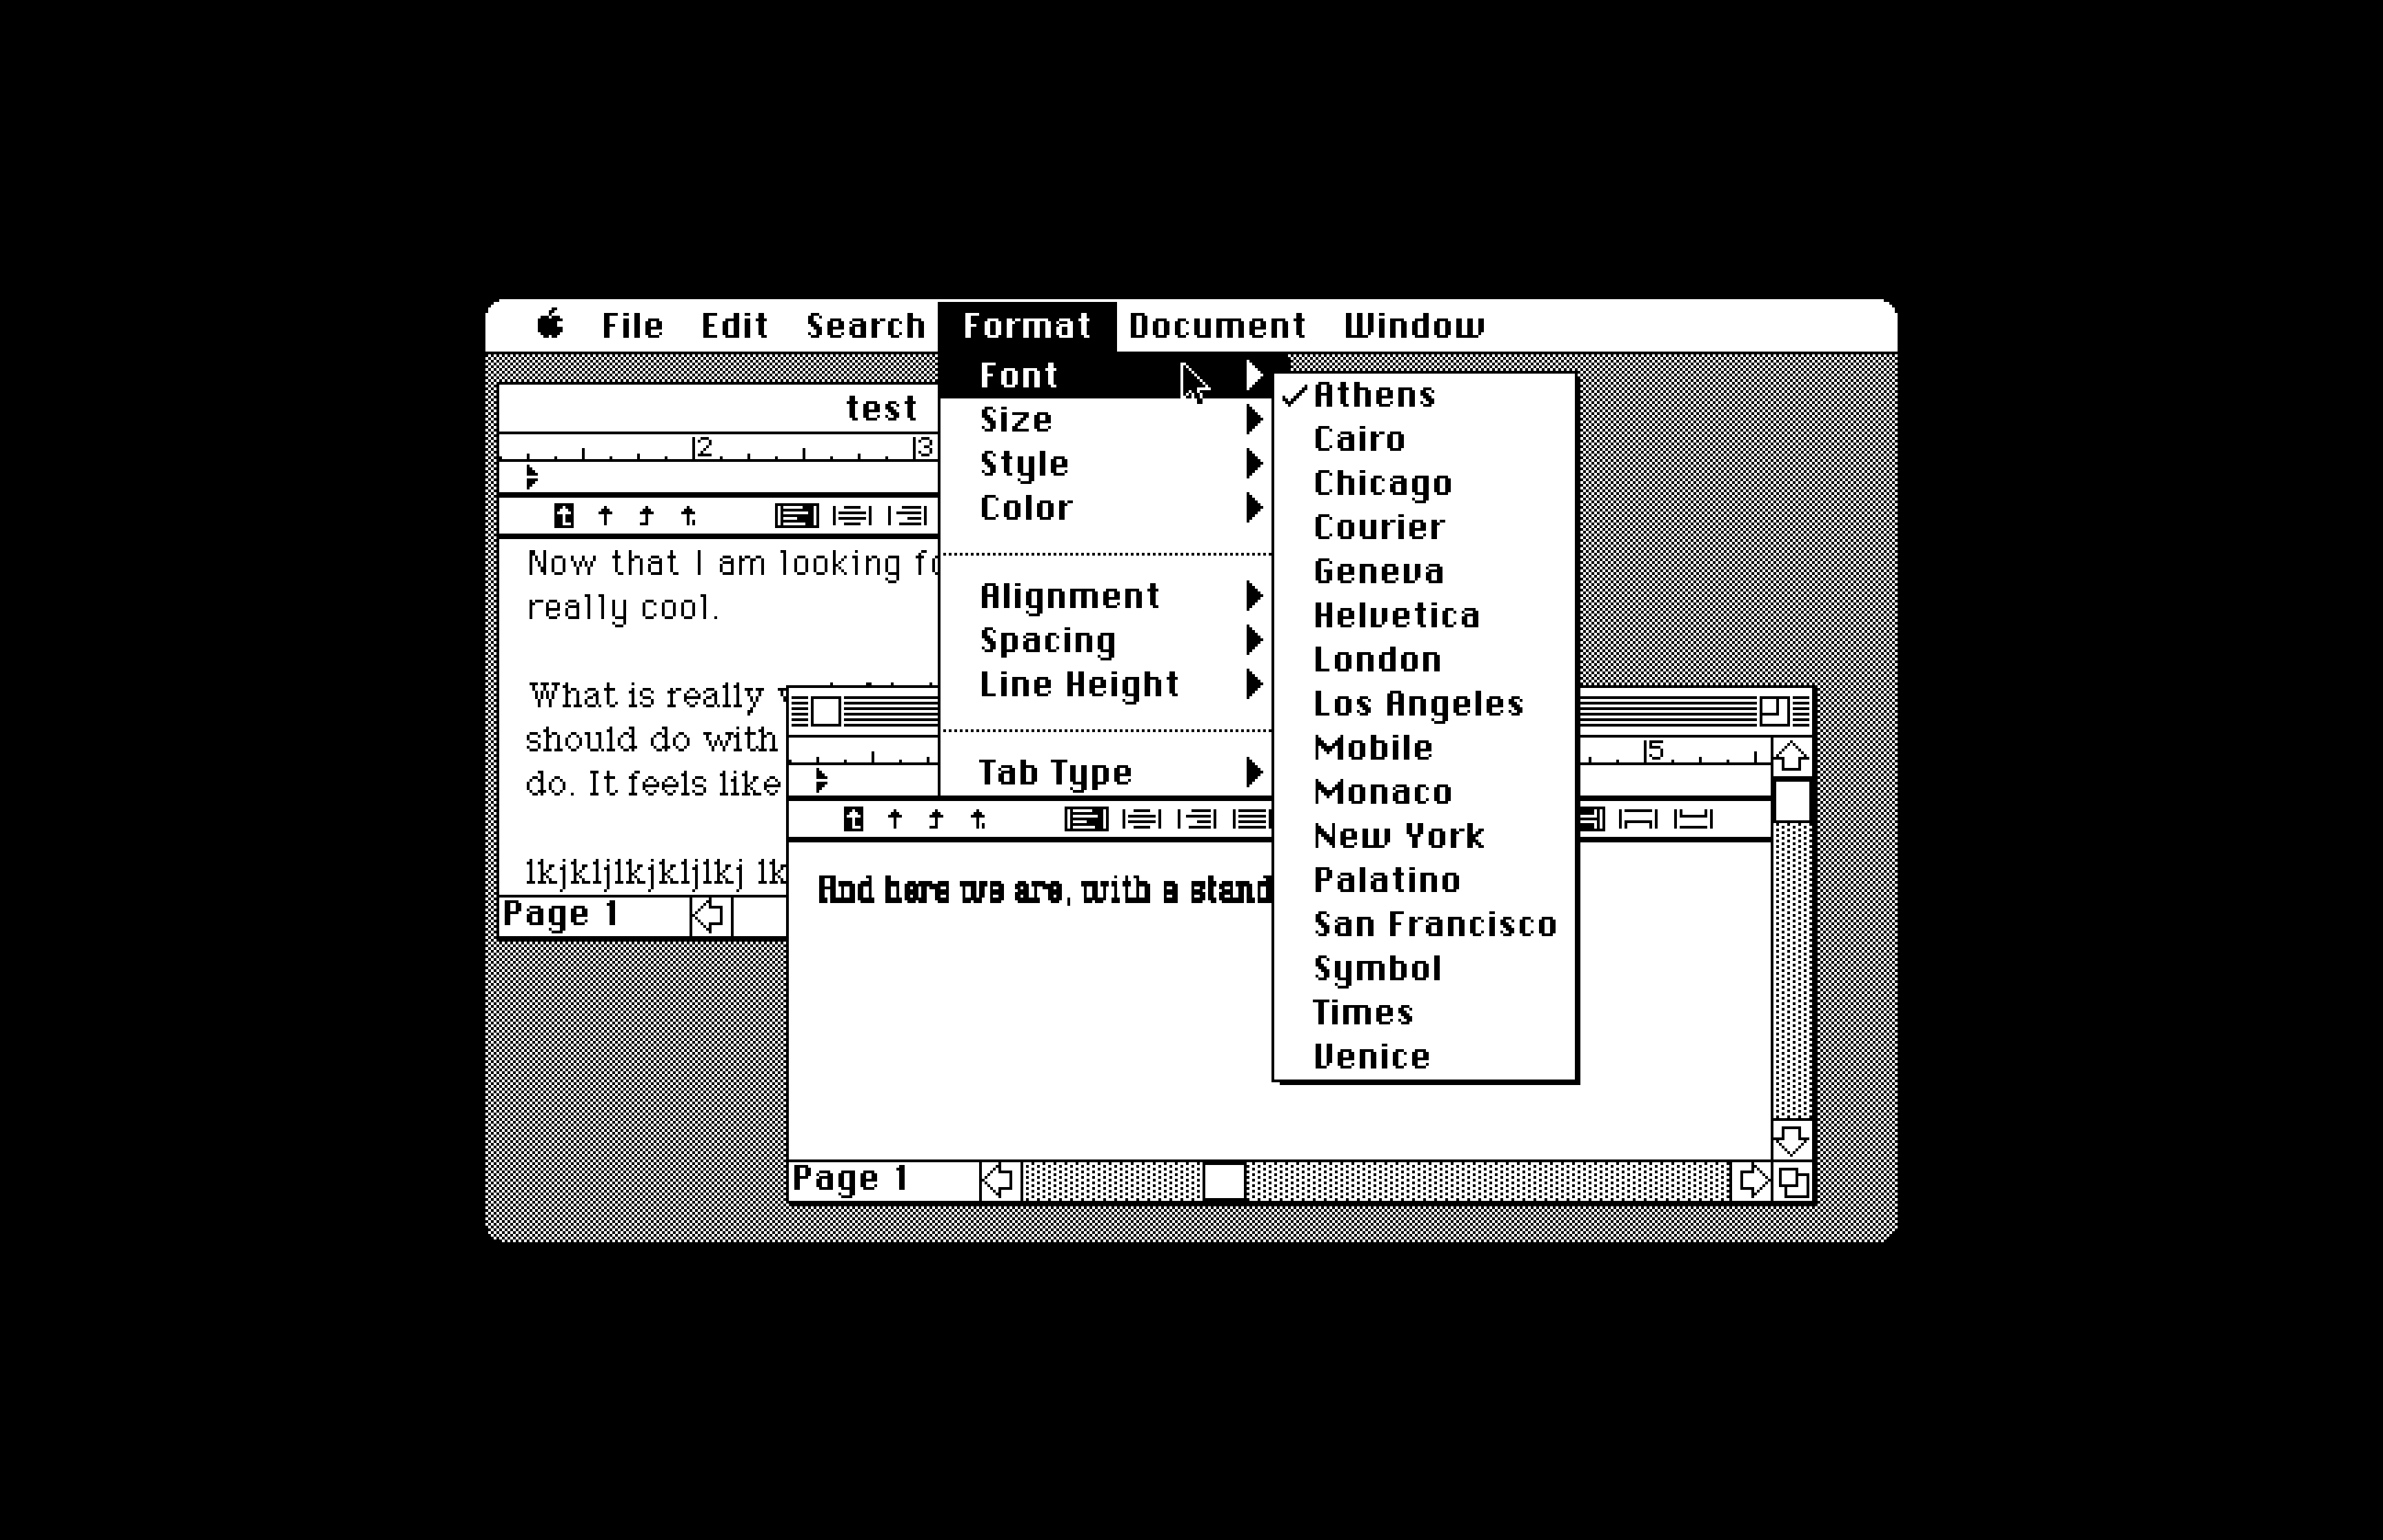 File Edit Search Format Document Window
test
2 3
Now that I am looking
really cool.
What is really
should do with
do. It feels like
lkjkljlkjkljlkj lk
Page 1
Font
Size
Style
Color
Alignment
Spacing
Line Height
Tab Type
Athens
Cairo
Chicago
Courier
Geneva
Helvetica
London
Los Angeles
Mobile
Monaco
New York
Palatino
San Francisco
Symbol
Times
Venice
5
And here we are, with a stand
Page 1